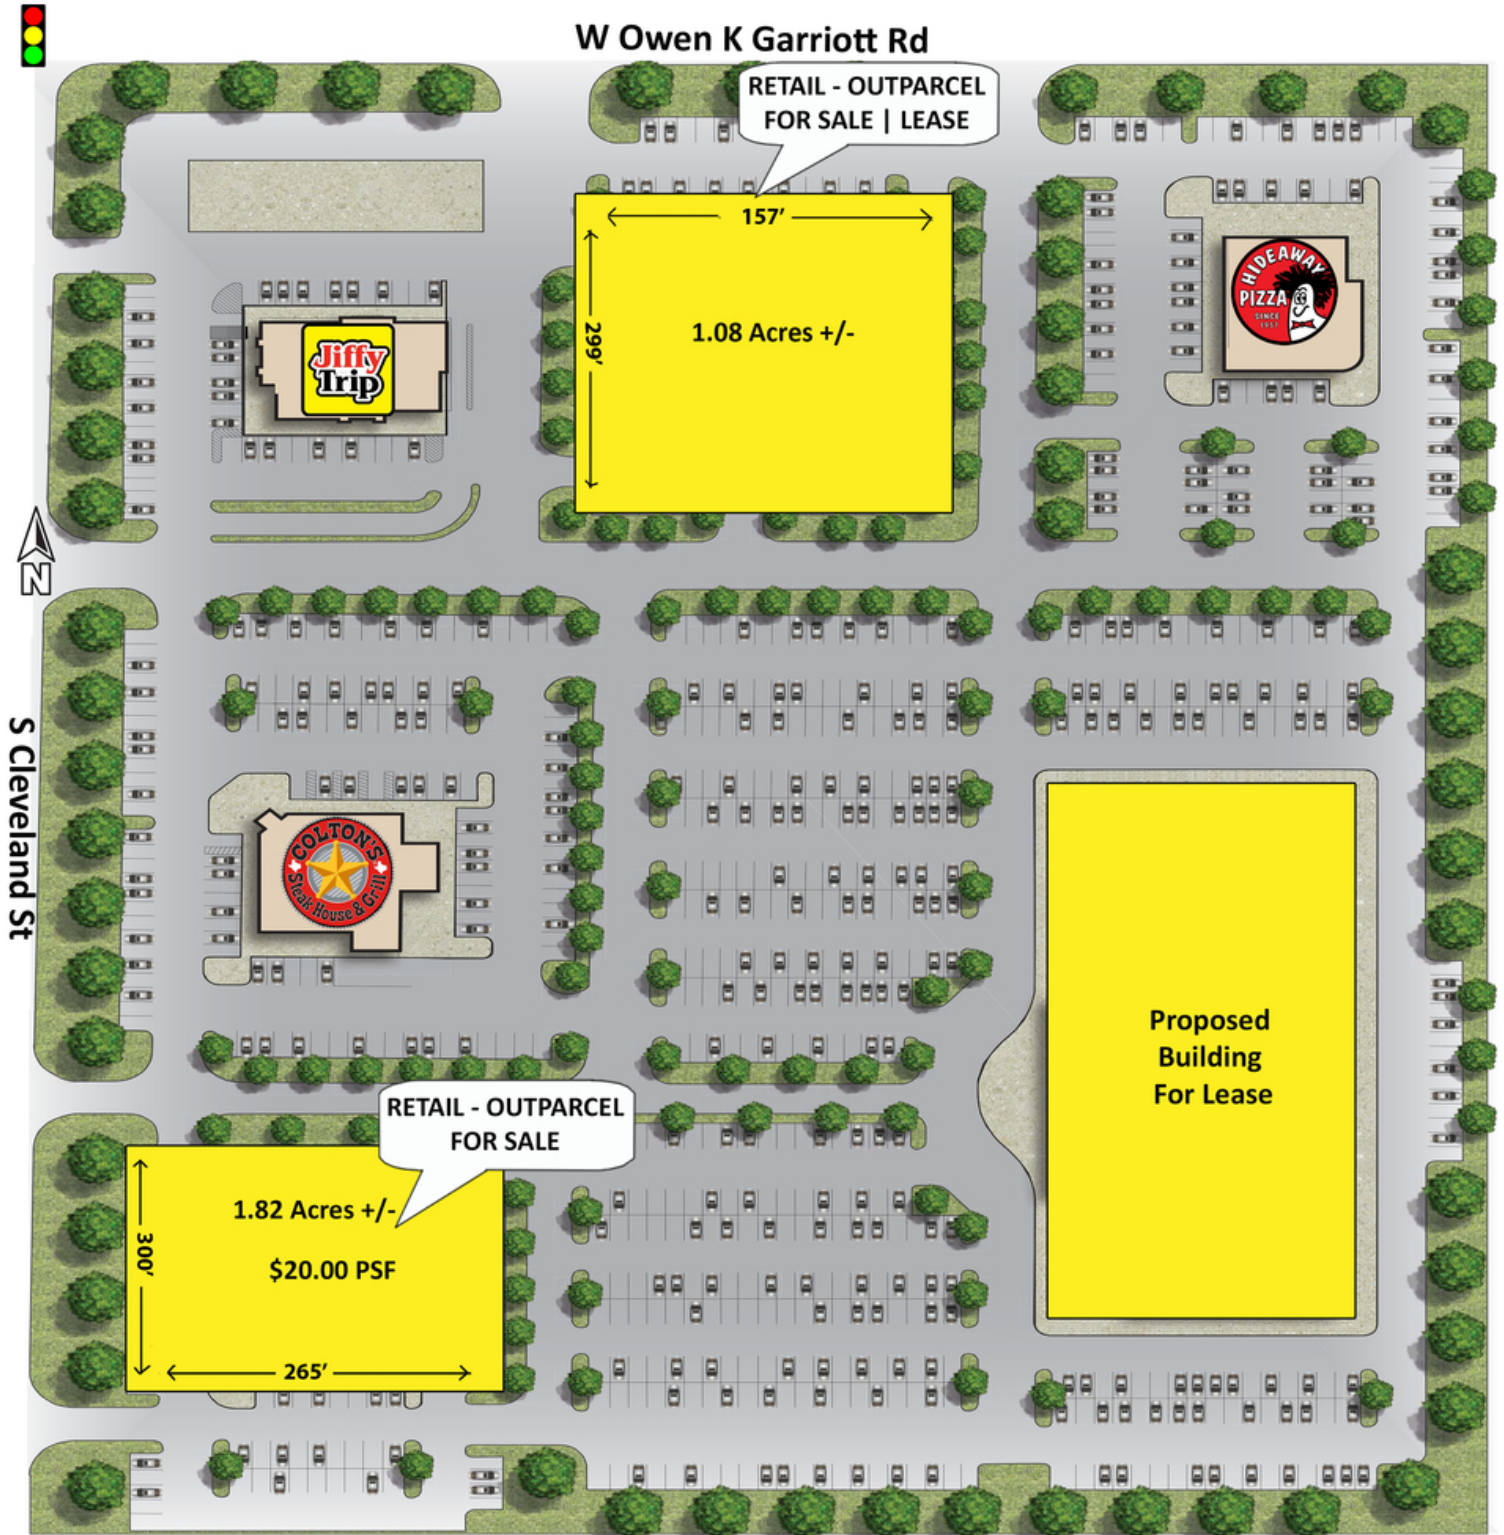 W Owen K Garriott Rd
RETAIL - OUTPARCEL
FOR SALE | LEASE
157'
299'
1.08 Acres +/-
HIDEAWAY
PIZZA
SINCE
1957
Jiffy
Trip
N
S Cleveland St
COLTON'S
Steak House & Grill
Proposed
Building
For Lease
RETAIL - OUTPARCEL
FOR SALE
1.82 Acres +/-
300'
$20.00 PSF
265'